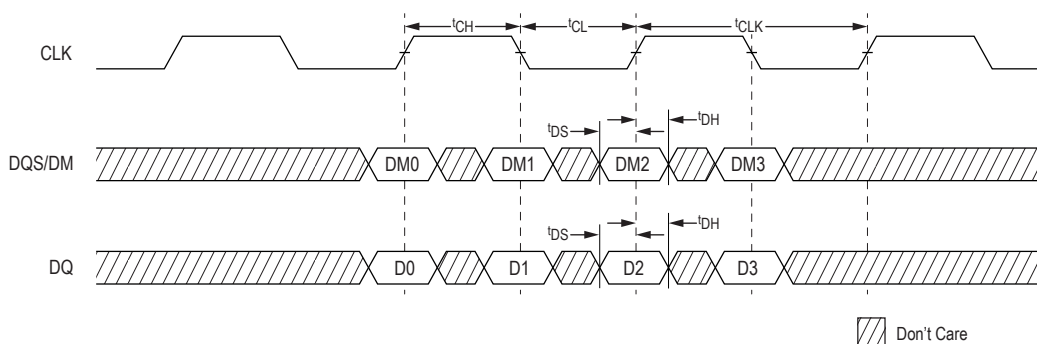 tCH tCL tCLK
CLK
tDS tDH
DQS/DM DM0 DM1 DM2 DM3
tDS tDH
DQ D0 D1 D2 D3
Don't Care